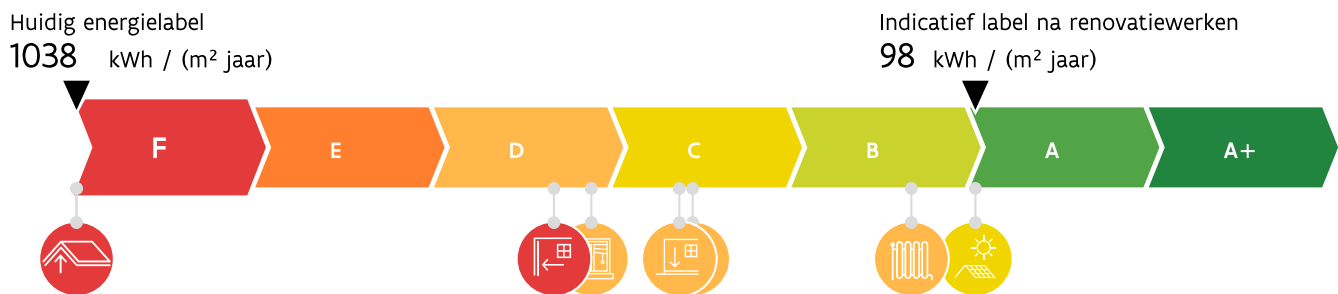 Huidig energielabel
1038 kWh / (m² jaar)
Indicatief label na renovatiewerken
98 kWh / (m² jaar)
F E D C B A A+